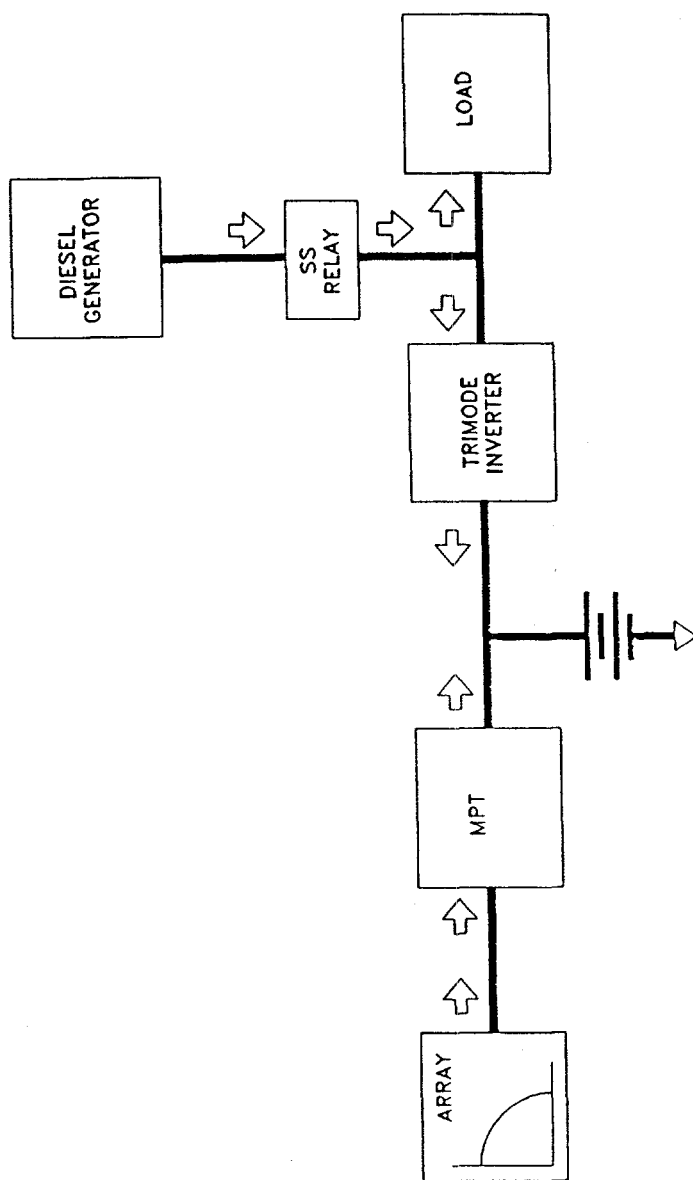 DIESEL
GENERATOR
SS
RELAY
LOAD
TRIMODE
INVERTER
MPT
ARRAY